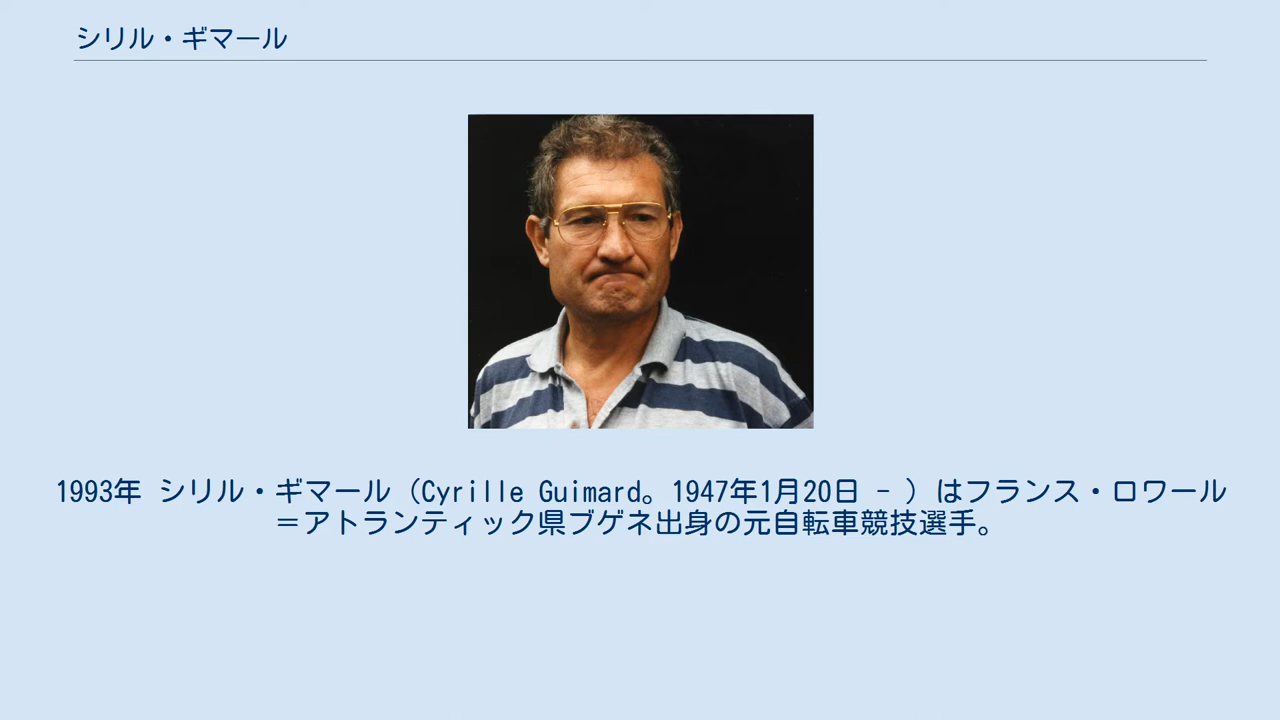 シリル・ギマール
1993年 シリル・ギマール（Cyrille Guimard。1947年1月20日 - ）はフランス・ロワール
＝アトランティック県ブゲネ出身の元自転車競技選手。